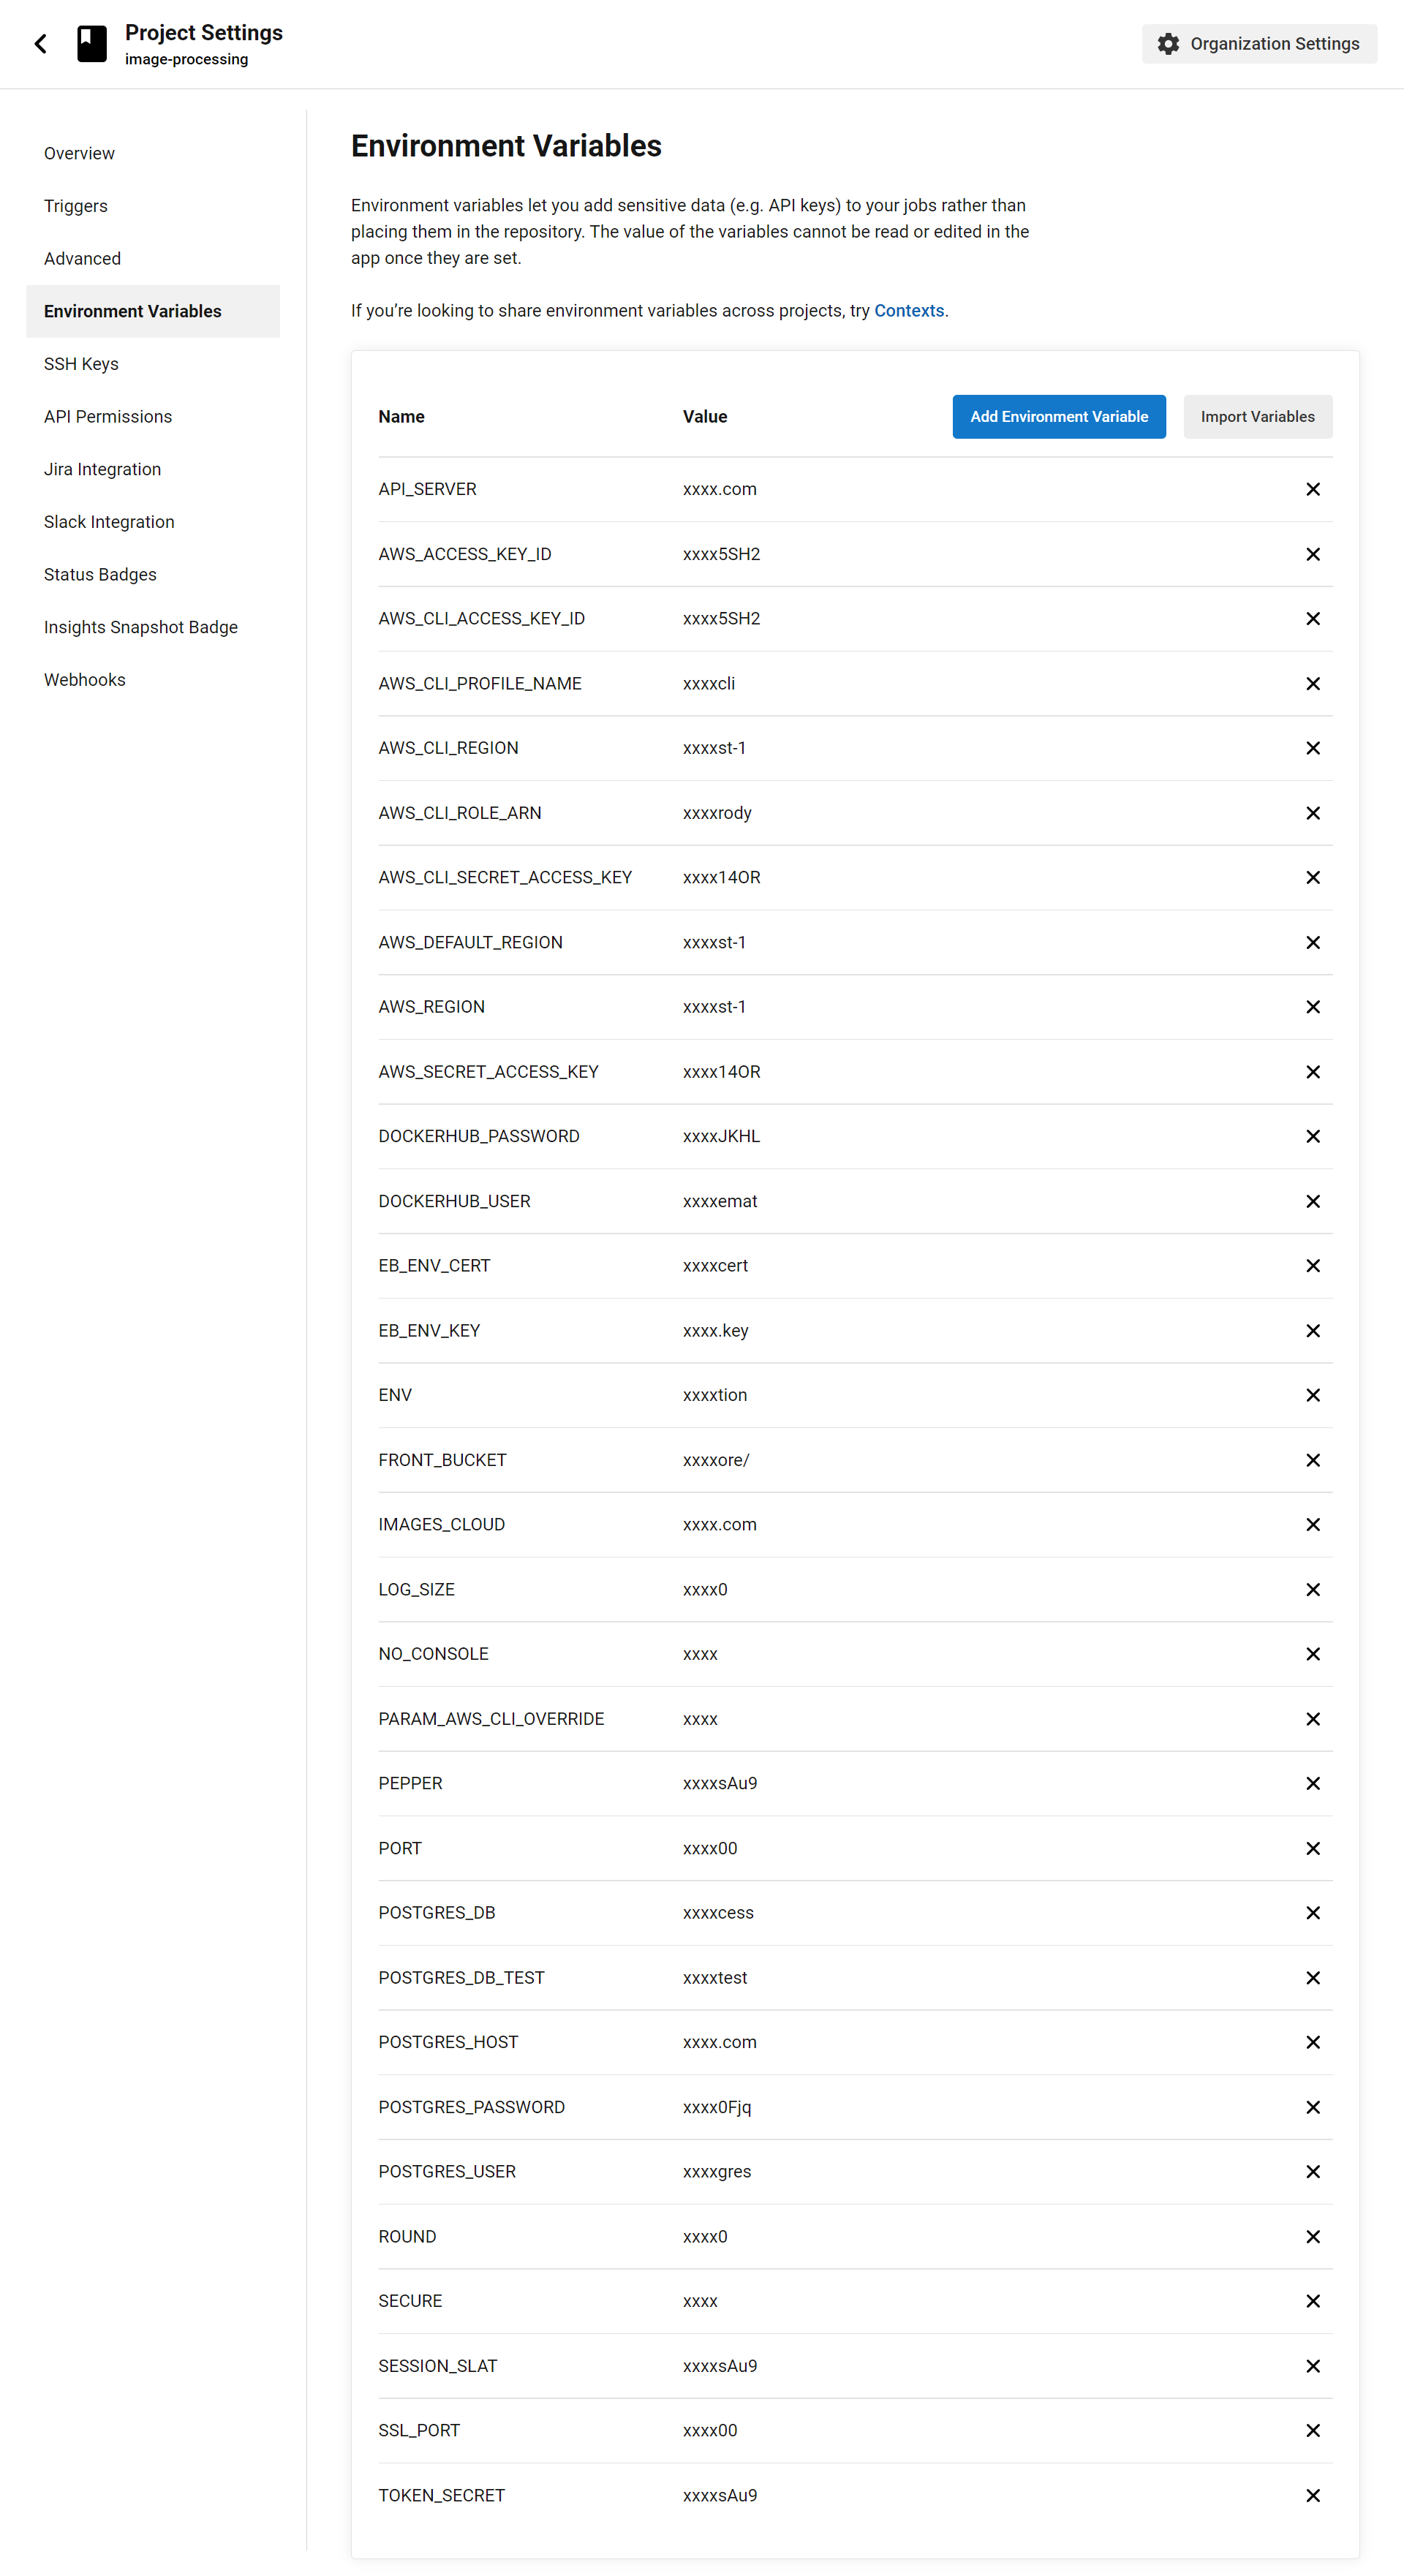 Project Settings
image-processing
Organization Settings
Overview
Triggers
Advanced
Environment Variables
SSH Keys
API Permissions
Jira Integration
Slack Integration
Status Badges
Insights Snapshot Badge
Webhooks
Environment Variables
Environment variables let you add sensitive data (e.g. API keys) to your jobs rather than
placing them in the repository. The value of the variables cannot be read or edited in the
app once they are set.
If you’re looking to share environment variables across projects, try Contexts.
Name Value Add Environment Variable Import Variables
API_SERVER xxxx.com
AWS_ACCESS_KEY_ID xxxx5SH2
AWS_CLI_ACCESS_KEY_ID xxxx5SH2
AWS_CLI_PROFILE_NAME xxxxcli
AWS_CLI_REGION xxxxst-1
AWS_CLI_ROLE_ARN xxxxrody
AWS_CLI_SECRET_ACCESS_KEY xxxx14OR
AWS_DEFAULT_REGION xxxxst-1
AWS_REGION xxxxst-1
AWS_SECRET_ACCESS_KEY xxxx14OR
DOCKERHUB_PASSWORD xxxxJKHL
DOCKERHUB_USER xxxxemat
EB_ENV_CERT xxxxcert
EB_ENV_KEY xxxx.key
ENV xxxxtion
FRONT_BUCKET xxxxore/
IMAGES_CLOUD xxxx.com
LOG_SIZE xxxx0
NO_CONSOLE xxxx
PARAM_AWS_CLI_OVERRIDE xxxx
PEPPER xxxxsAu9
PORT xxxx00
POSTGRES_DB xxxxcess
POSTGRES_DB_TEST xxxxtest
POSTGRES_HOST xxxx.com
POSTGRES_PASSWORD xxxx0Fjq
POSTGRES_USER xxxxgres
ROUND xxxx0
SECURE xxxx
SESSION_SLAT xxxxsAu9
SSL_PORT xxxx00
TOKEN_SECRET xxxxsAu9